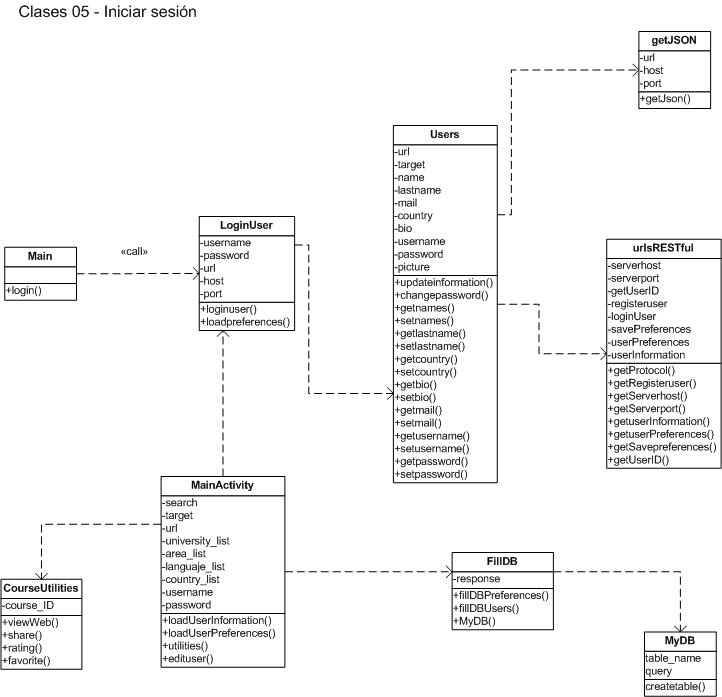 Clases 05 - Iniciar sesión
getJSON
-url
-host
-port
+getJson()
Users
-url
-target
-name
-lastname
-mail
-country
-bio
-username
-password
-picture
+updateinformation()
+changepassword()
+getnames()
+setnames()
+getlastname()
+setlastname()
+getcountry()
+setcountry()
+getbio()
+setbio()
+getmail()
+setmail()
+getusername()
+setusername()
+getpassword()
+setpassword()
LoginUser
-username
-password
-url
-host
-port
+loginuser()
+loadpreferences()
Main
+login()
«call»
urlsRESTful
-serverhost
-serverport
-getUserID
-registeruser
-loginUser
-savePreferences
-userPreferences
-userInformation
+getProtocol()
+getRegisteruser()
+getServerhost()
+getServerport()
+getuserInformation()
+getuserPreferences()
+getSavepreferences()
+getUserID()
MainActivity
-search
-target
-url
-university_list
-area_list
-languaje_list
-country_list
-username
-password
+loadUserInformation()
+loadUserPreferences()
+utilities()
+edituser()
CourseUtilities
-course_ID
+viewWeb()
+share()
+rating()
+favorite()
FillDB
-response
+fillDBPreferences()
+fillDBUsers()
+MyDB()
MyDB
table_name
query
createtable()